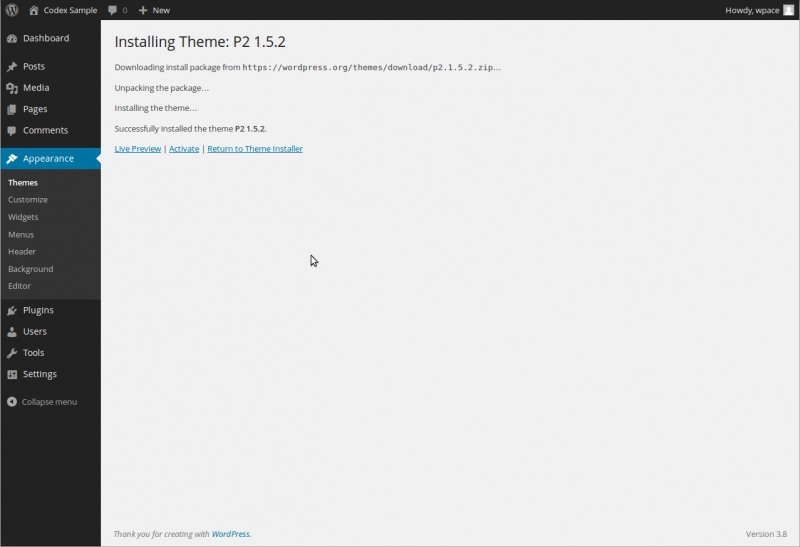 Codex Sample 0 New Howdy, wpace
Dashboard
Posts
Media
Pages
Comments
Appearance
Themes
Customize
Widgets
Menus
Header
Background
Editor
Plugins
Users
Tools
Settings
Collapse menu
Installing Theme: P2 1.5.2
Downloading install package from https://wordpress.org/themes/download/p2.1.5.2.zip…
Unpacking the package…
Installing the theme…
Successfully installed the theme P2 1.5.2.
Live Preview | Activate | Return to Theme Installer
Thank you for creating with WordPress. Version 3.8